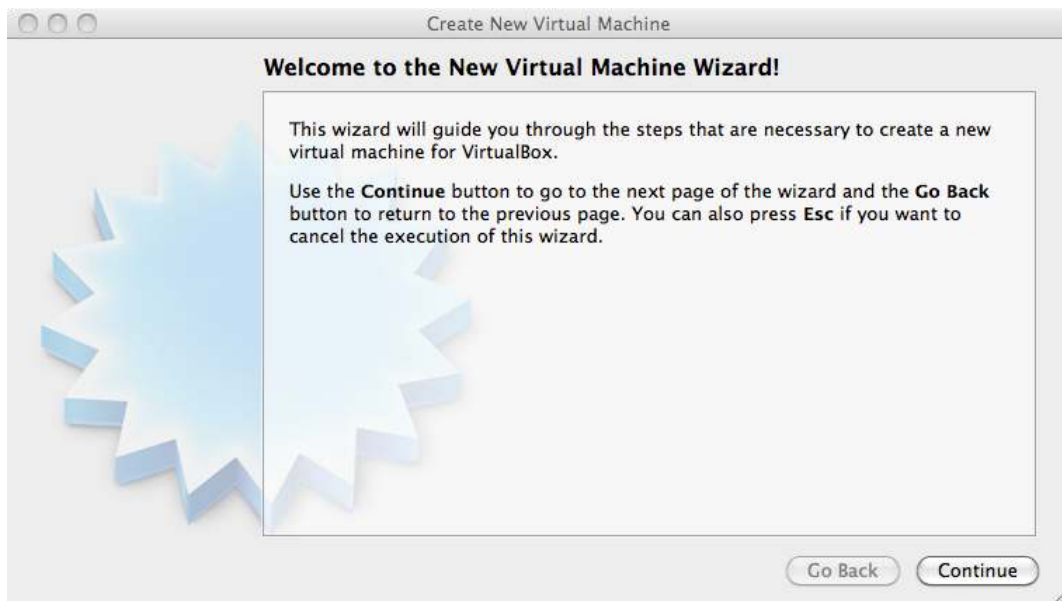 Create New Virtual Machine
Welcome to the New Virtual Machine Wizard!
This wizard will guide you through the steps that are necessary to create a new
virtual machine for VirtualBox.
Use the Continue button to go to the next page of the wizard and the Go Back
button to return to the previous page. You can also press Esc if you want to
cancel the execution of this wizard.
Go Back
Continue